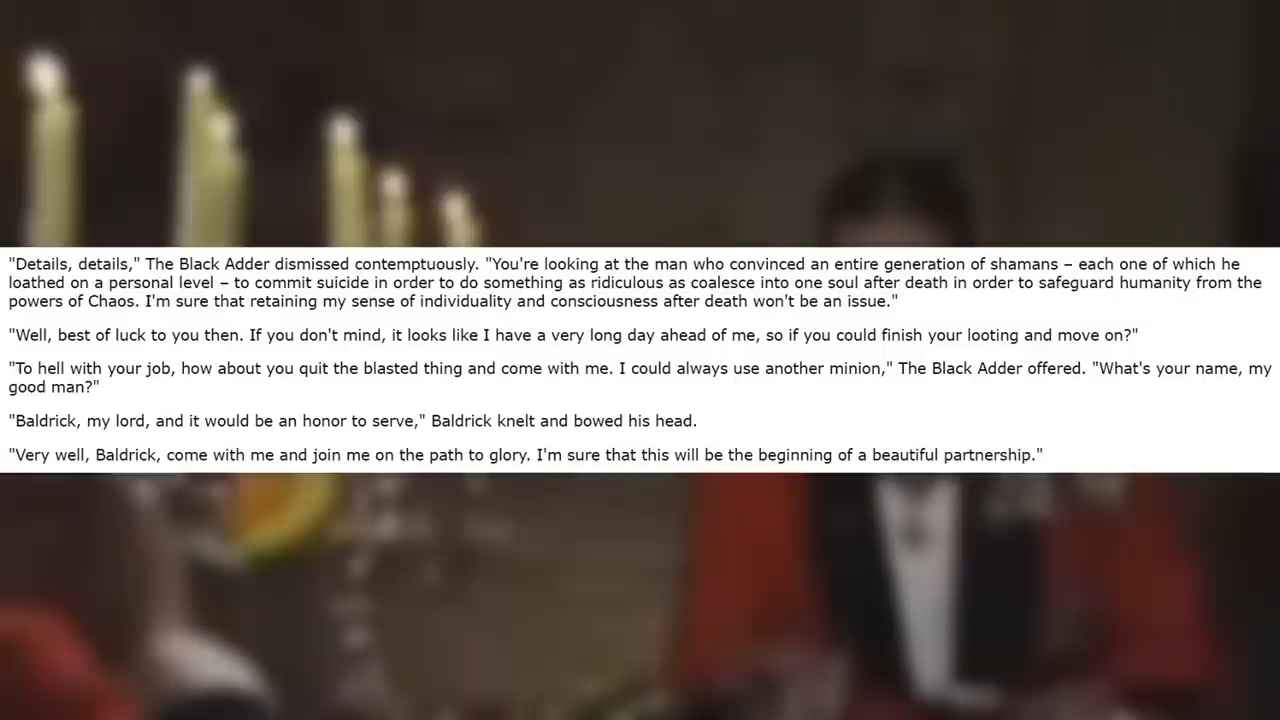 "Details, details," The Black Adder dismissed contemptuously. "You're looking at the man who convinced an entire generation of shamans – each one of which he
loathed on a personal level – to commit suicide in order to do something as ridiculous as coalesce into one soul after death in order to safeguard humanity from the
powers of Chaos. I'm sure that retaining my sense of individuality and consciousness after death won't be an issue."
"Well, best of luck to you then. If you don't mind, it looks like I have a very long day ahead of me, so if you could finish your looting and move on?"
"To hell with your job, how about you quit the blasted thing and come with me. I could always use another minion," The Black Adder offered. "What's your name, my
good man?"
"Baldrick, my lord, and it would be an honor to serve," Baldrick knelt and bowed his head.
"Very well, Baldrick, come with me and join me on the path to glory. I'm sure that this will be the beginning of a beautiful partnership."